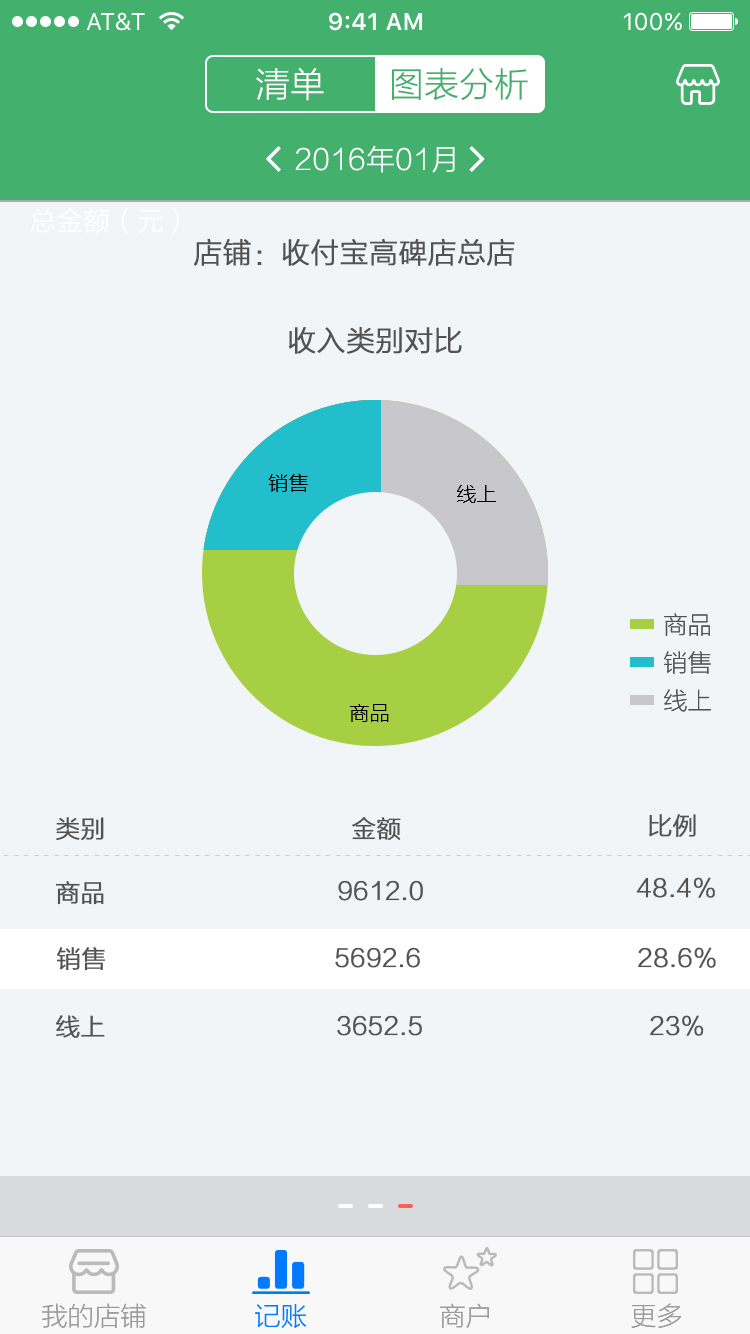 AT&T 9:41 AM 100%
清单 图表分析
2016年01月
总金额（元）
店铺：收付宝高碑店总店
收入类别对比
销售
线上
商品
商品
销售
线上
类别 金额 比例
商品 9612.0 48.4%
销售 5692.6 28.6%
线上 3652.5 23%
我的店铺 记账 商户 更多